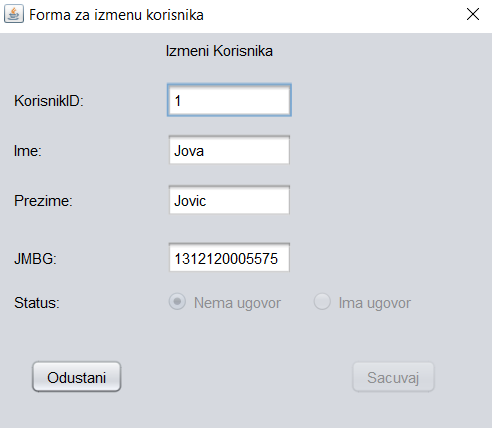 Forma za izmenu korisnika
Izmeni Korisnika
KorisnikID: 1
Ime: Jova
Prezime: Jovic
JMBG: 1312120005575
Status: Nema ugovor Ima ugovor
Odustani Sacuvaj